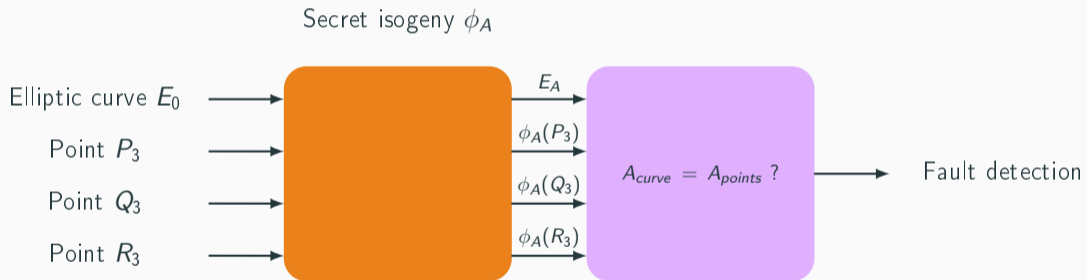 Secret isogeny ϕ_A
Elliptic curve E_0
Point P_3
Point Q_3
Point R_3
E_A
ϕ_A(P_3)
ϕ_A(Q_3)
ϕ_A(R_3)
A_curve = A_points ?
Fault detection